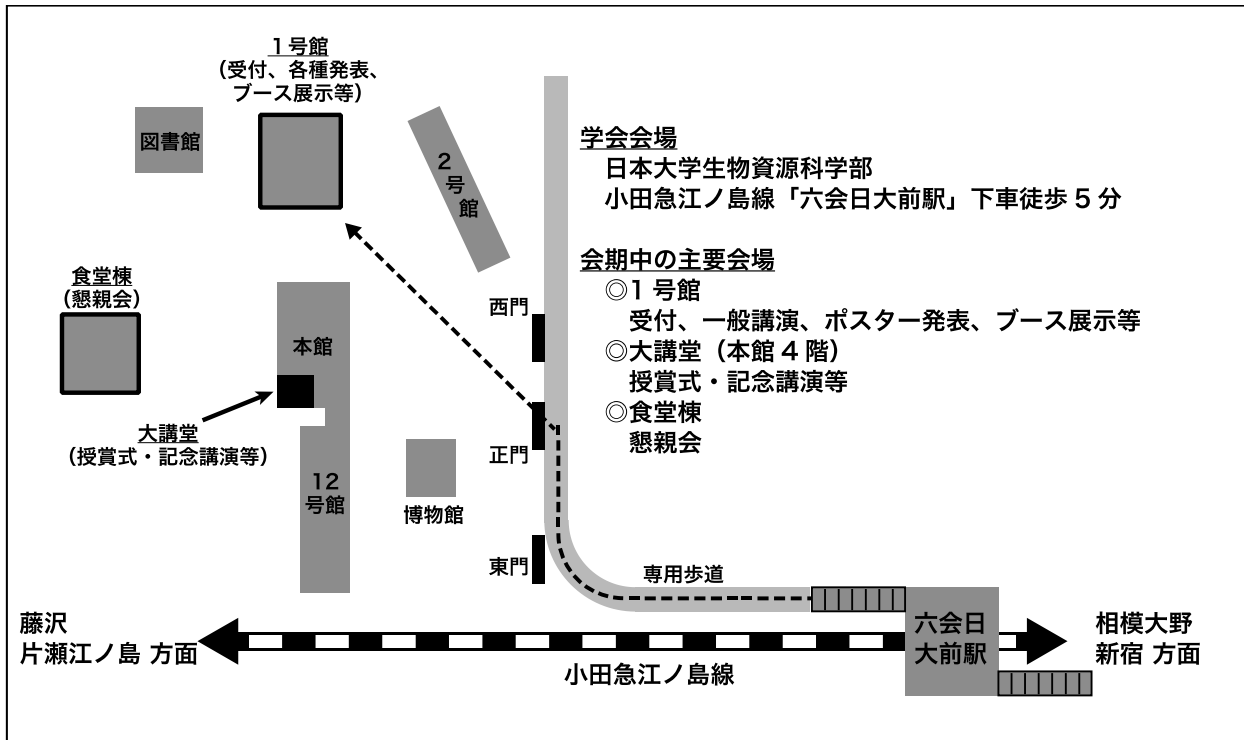 1号館
（受付、各種発表、
ブース展示等）
図書館
2号館
学会会場
日本大学生物資源科学部
小田急江ノ島線「六会日大前駅」下車徒歩5分
会期中の主要会場
◎1号館
受付、一般講演、ポスター発表、ブース展示等
◎大講堂（本館4階）
授賞式・記念講演等
◎食堂棟
懇親会
食堂棟
（懇親会）
西門
本館
大講堂
（授賞式・記念講演等）
正門
12
号館
博物館
東門
専用歩道
藤沢
片瀬江ノ島 方面
六会日
大前駅
相模大野
新宿 方面
小田急江ノ島線